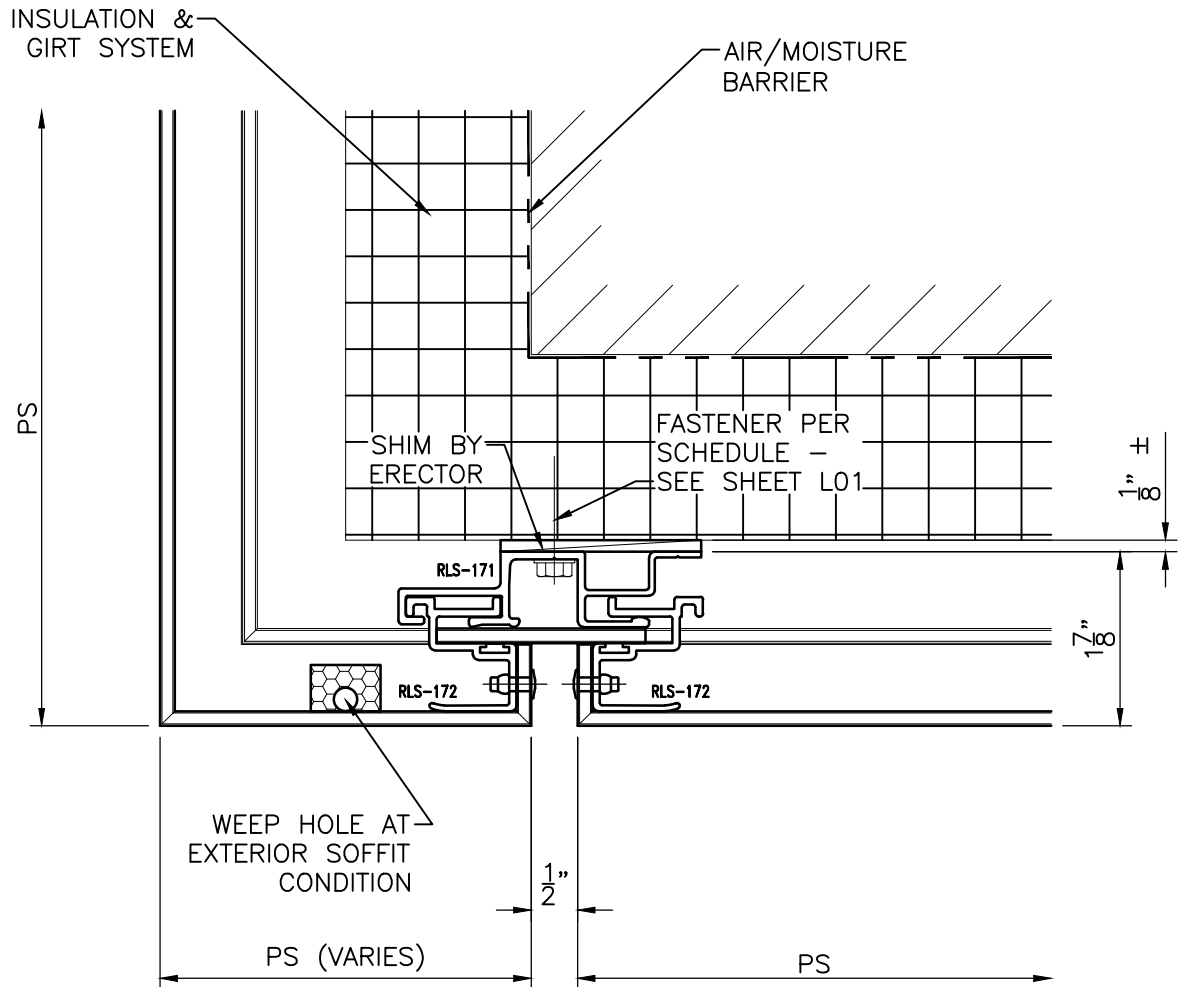 INSULATION &
GIRT SYSTEM
AIR/MOISTURE
BARRIER
PS
SHIM BY
ERECTOR
FASTENER PER
SCHEDULE –
SEE SHEET L01
1/8" ±
RLS-171
1 7/8"
RLS-172
RLS-172
WEEP HOLE AT
EXTERIOR SOFFIT
CONDITION
1/2"
PS (VARIES)
PS